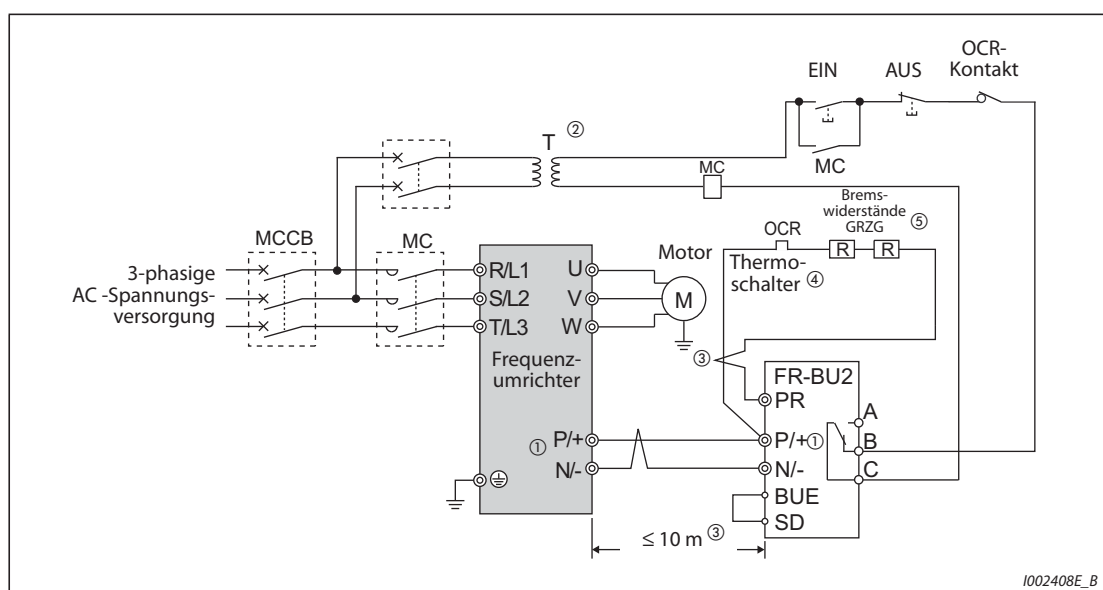 EIN
AUS
OCR-
Kontakt
MC
T ②
MC
Brems-
widerstände
GRZG ⑤
OCR
R
R
Thermo-
schalter ④
MCCB
MC
3-phasige
AC -Spannungs-
versorgung
R/L1
S/L2
T/L3
U
V
W
Motor
M
Frequenz-
umrichter
③
FR-BU2
PR
A
① P/+
P/+ ①
B
N/-
N/-
C
BUE
SD
≤ 10 m ③
I002408E_B